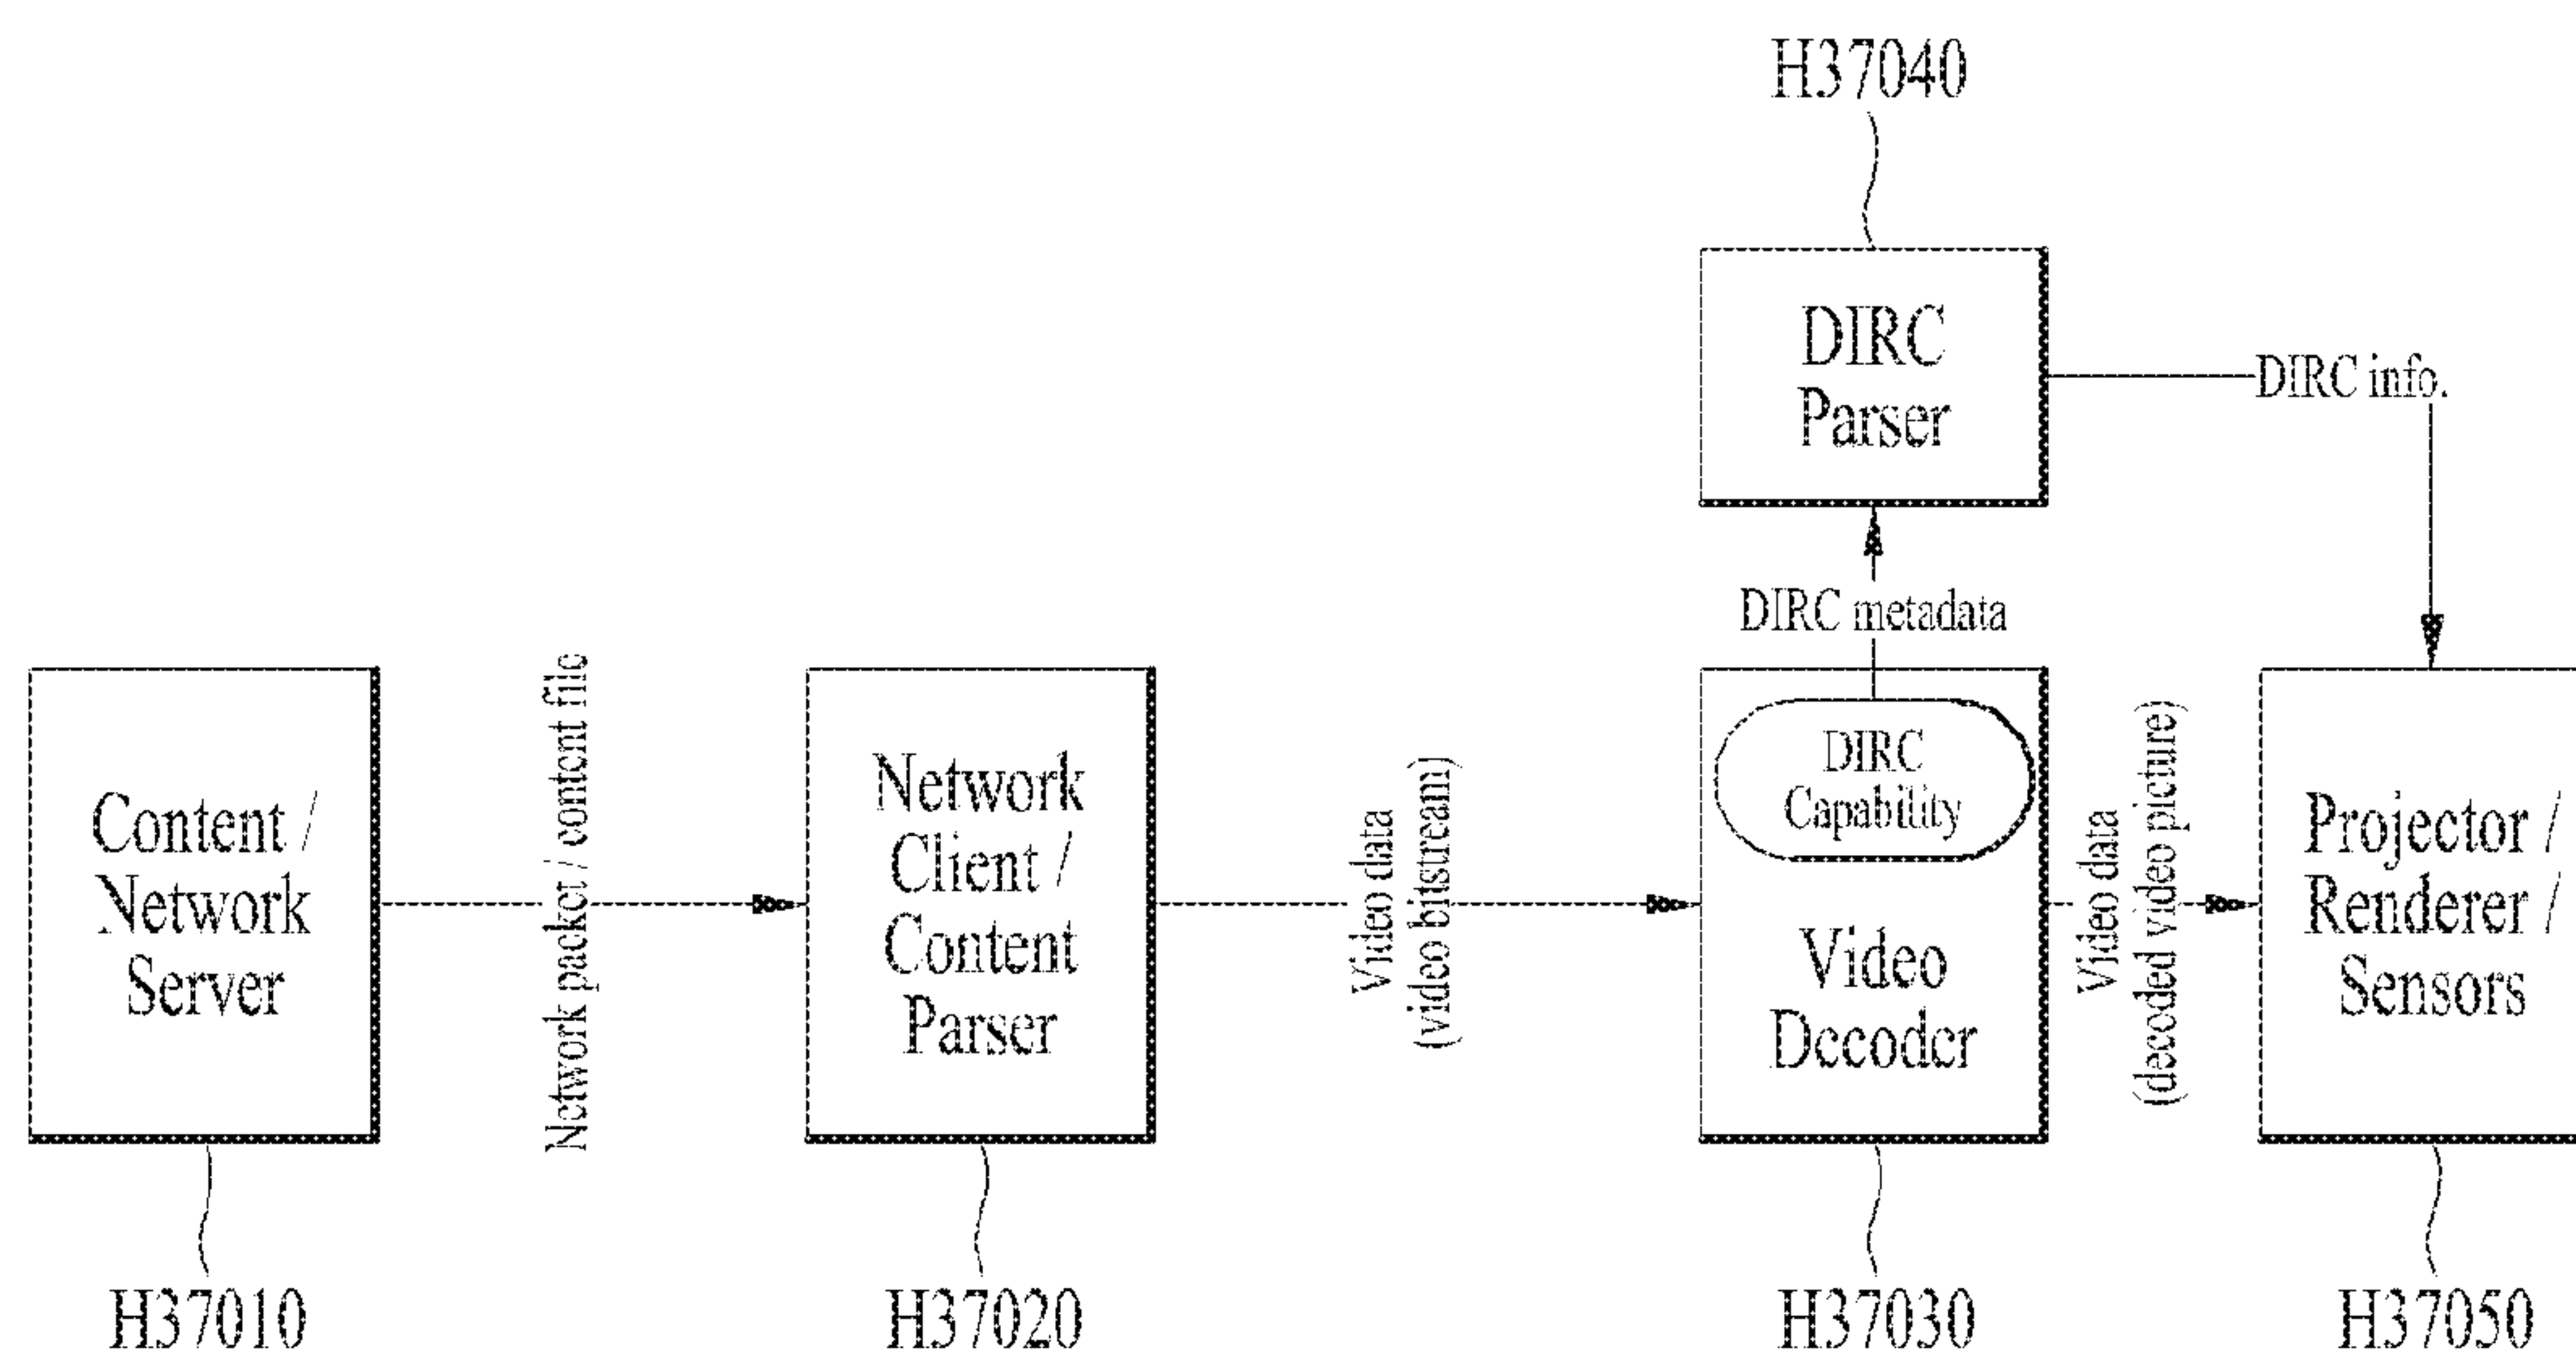 H37040
DIRC
Parser
DIRC info.
DIRC metadata
Content /
Network
Server
Network packet / content file
Network
Client /
Content
Parser
Video data
(video bitstream)
DIRC
Capability
Video
Decoder
Video data
(decoded video picture)
Projector /
Renderer /
Sensors
H37010
H37020
H37030
H37050